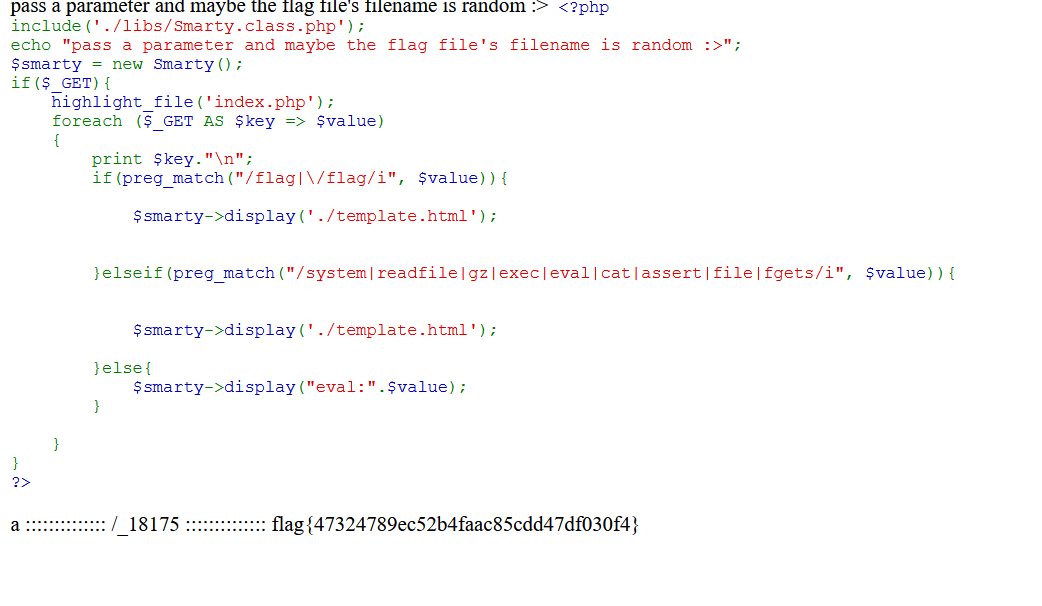 pass a parameter and maybe the flag file's filename is random :> <?php
include('./libs/Smarty.class.php');
echo "pass a parameter and maybe the flag file's filename is random :>";
$smarty = new Smarty();
if($_GET){
    highlight_file('index.php');
    foreach ($_GET AS $key => $value)
    {
        print $key."\n";
        if(preg_match("/flag|\/flag/i", $value)){
            $smarty->display('./template.html');
        }elseif(preg_match("/system|readfile|gz|exec|eval|cat|assert|file|fgets/i", $value)){
            $smarty->display('./template.html');
        }else{
            $smarty->display("eval:".$value);
        }
    }
}
?>
a :::::::::::::: /_18175 :::::::::::::: flag{47324789ec52b4faac85cdd47df030f4}